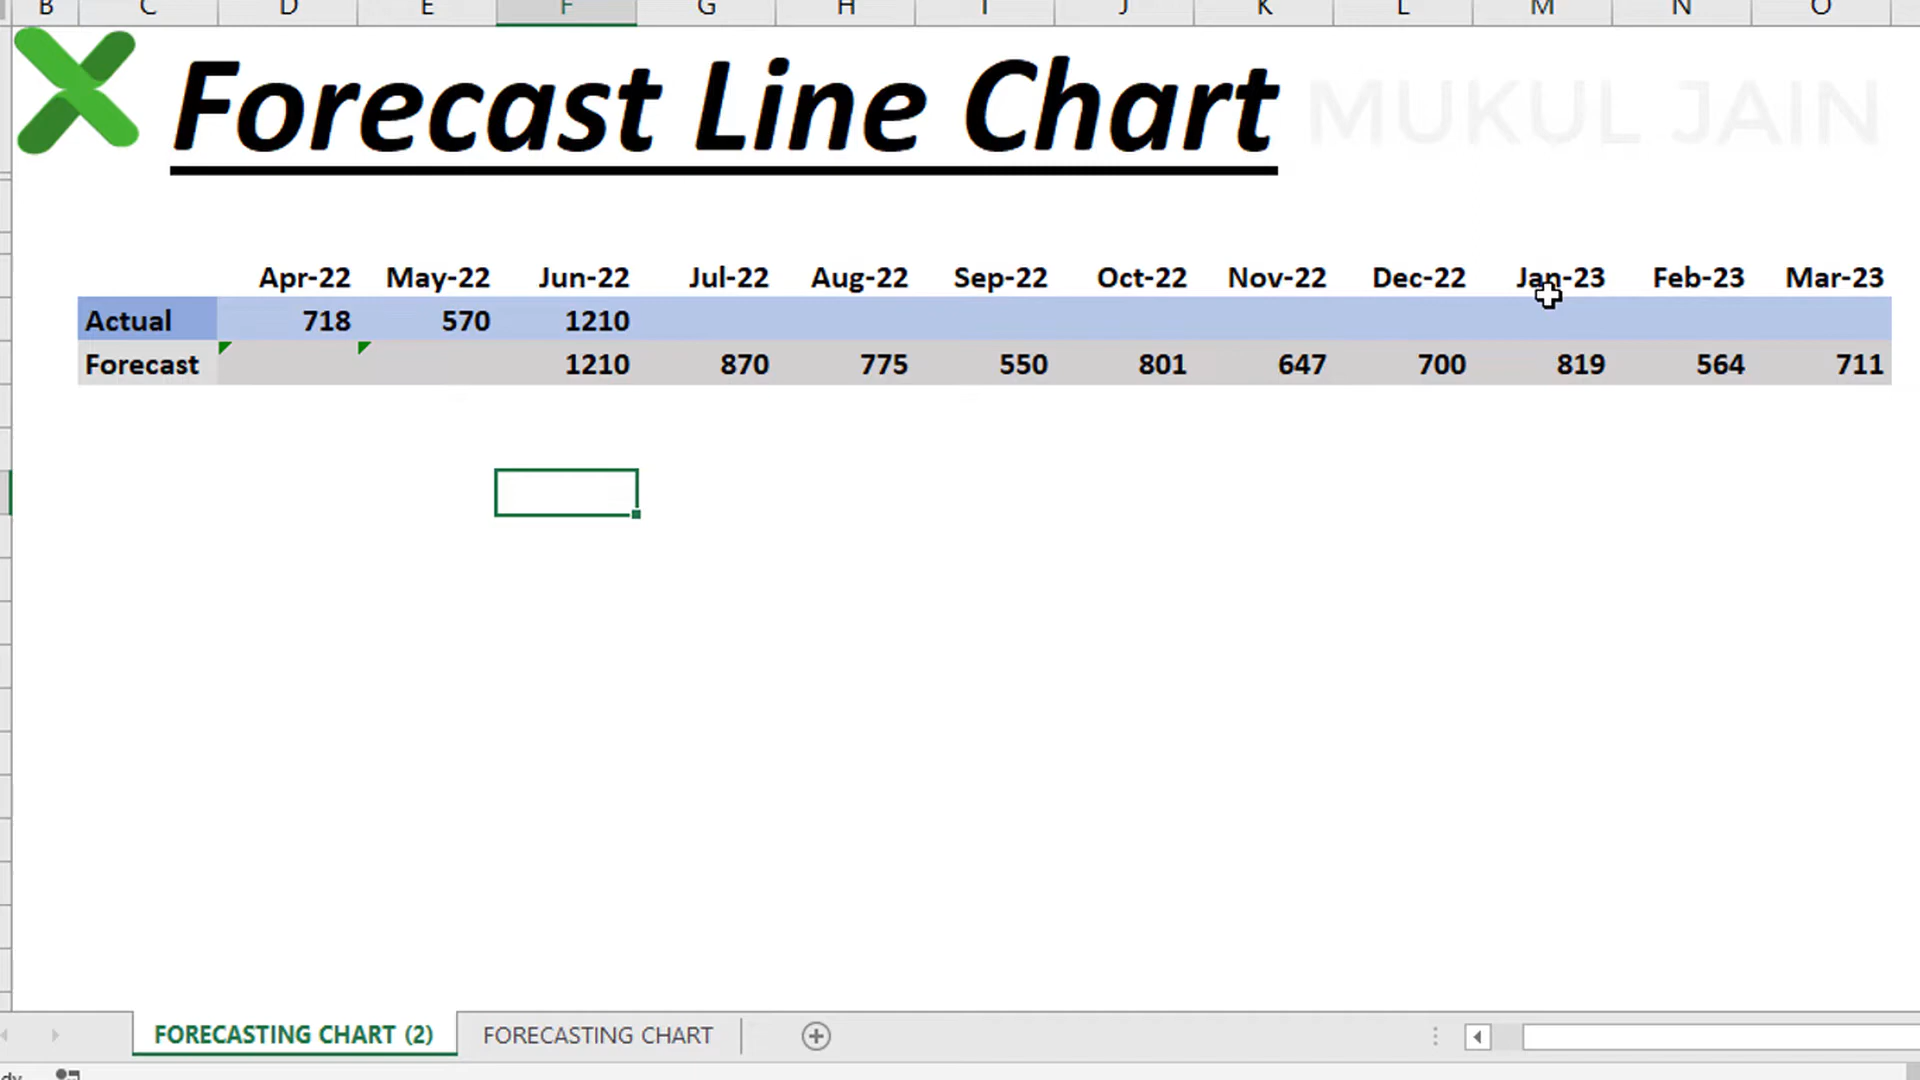 B C D E F G H I J K L M N O
Forecast Line Chart
MUKUL JAIN
Apr-22 May-22 Jun-22 Jul-22 Aug-22 Sep-22 Oct-22 Nov-22 Dec-22 Jan-23 Feb-23 Mar-23
Actual 718 570 1210
Forecast 1210 870 775 550 801 647 700 819 564 711
FORECASTING CHART (2) FORECASTING CHART